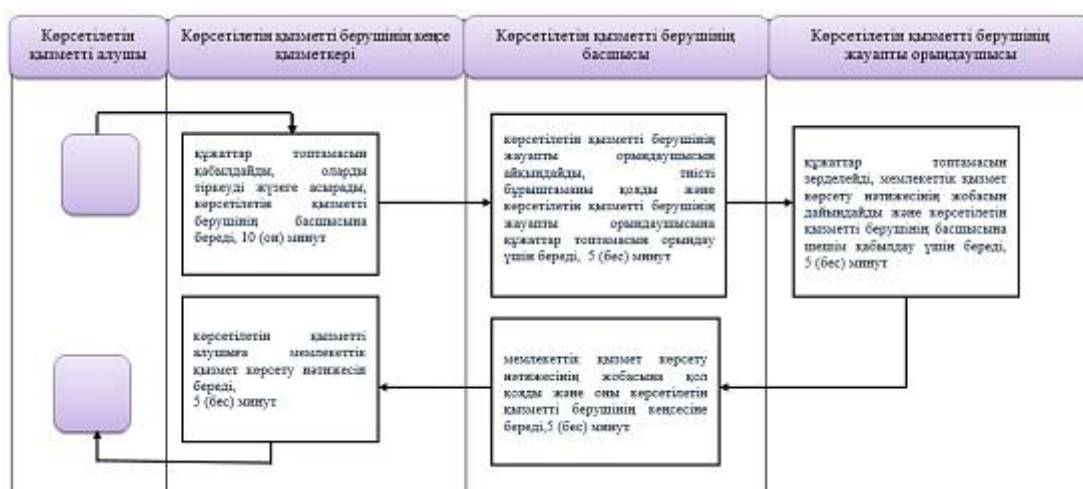 Көрсетілетін
қызметті алушы
Көрсетілетін қызметті берушінің кеңсе
қызметкері
Көрсетілетін қызметті берушінің
басшысы
Көрсетілетін қызметті берушінің
жауапты орындаушысы
құжаттар топтамасын
қабылдайды, оларды
тіркеуді жүзеге асырады,
көрсетілетін қызметті
берушінің басшысына
береді, 10 (он) минут
көрсетілетін қызметті берушінің
жауапты орындаушысын
айқындайды, тиісті
бұрыштаманы қояды және
көрсетілетін қызметті берушінің
жауапты орындаушысына
құжаттар топтамасын орындау
үшін береді, 5 (бес) минут
құжаттар топтамасын
зерделейді, мемлекеттік қызмет
көрсету нәтижесінің жобасын
дайындайды және көрсетілетін
қызметті берушінің басшысына
шешім қабылдау үшін береді,
5 (бес) минут
көрсетілетін қызметті
алушыға мемлекеттік
қызмет көрсету нәтижесін
береді,
5 (бес) минут
мемлекеттік қызмет көрсету
нәтижесінің жобасына қол
қояды және оны көрсетілетін
қызметті берушінің кеңсесіне
береді,5 (бес) минут